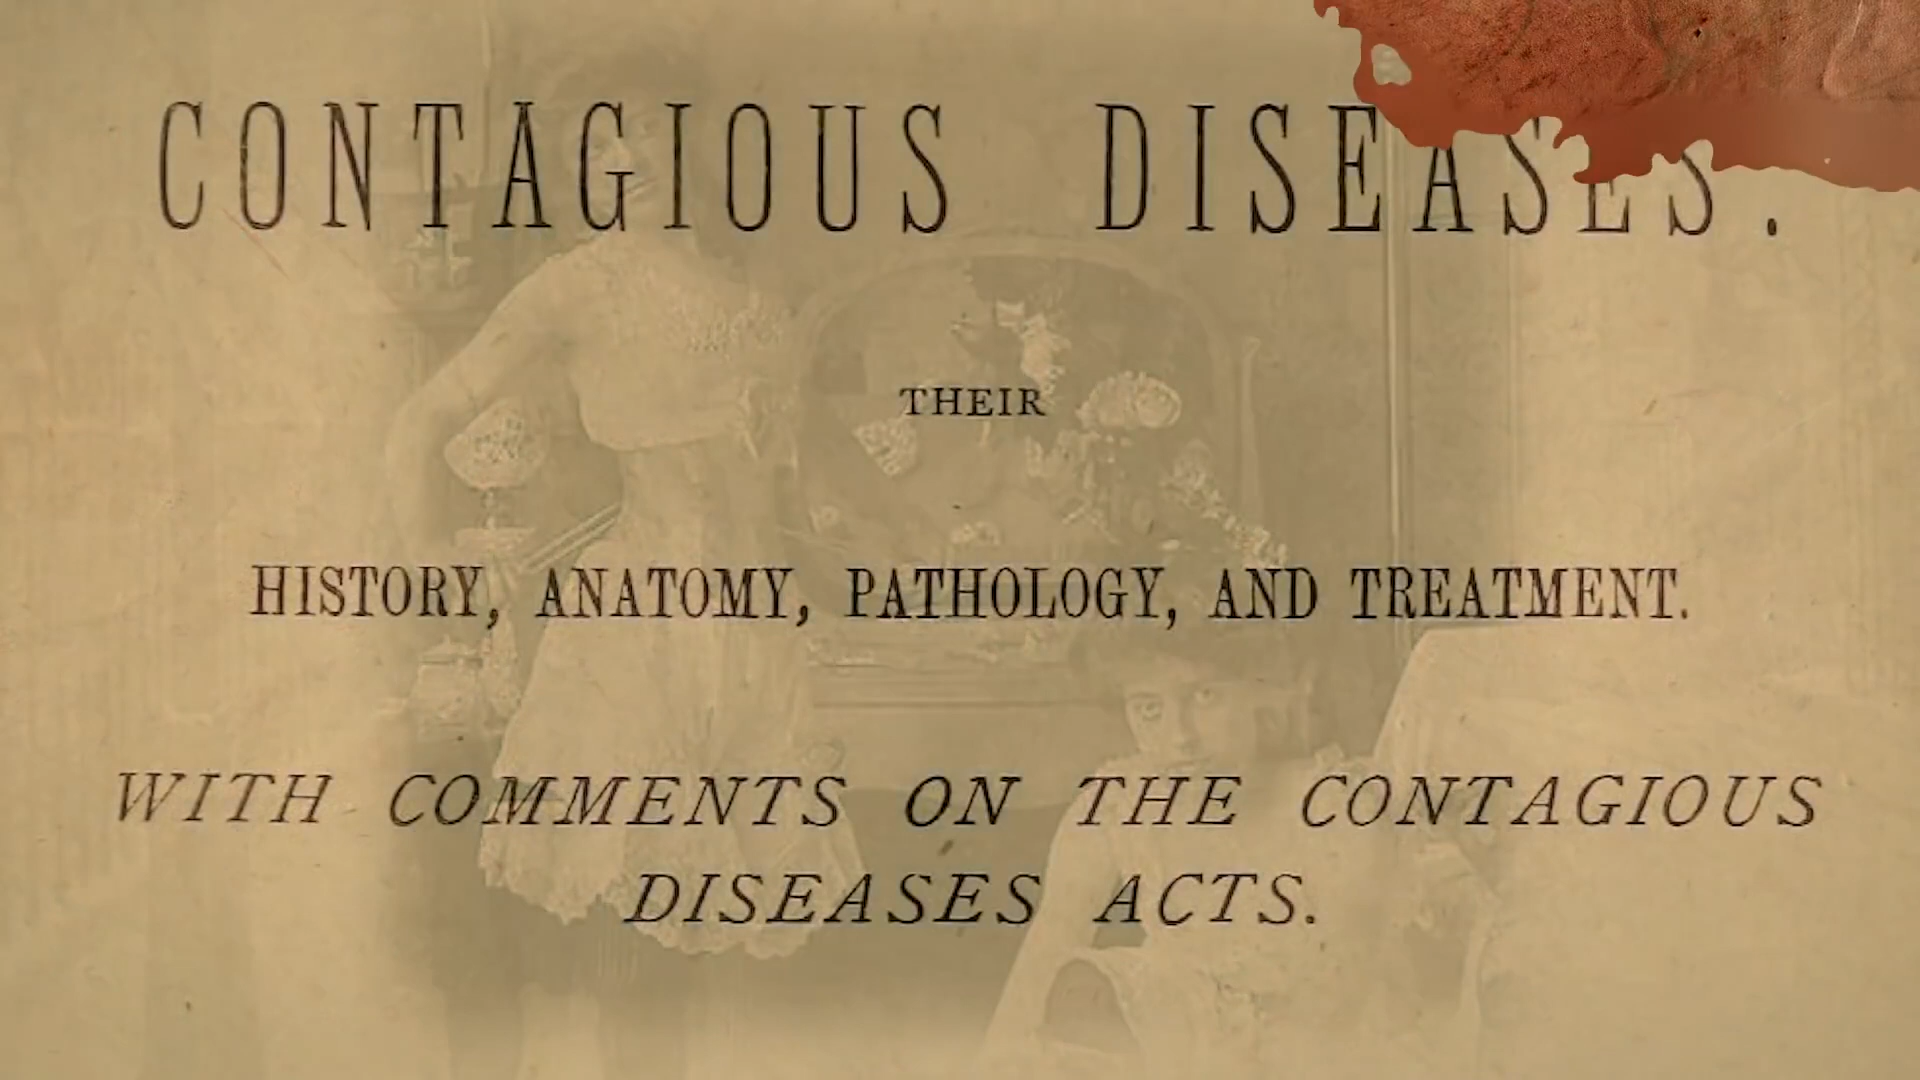 CONTAGIOUS DISEASES.
THEIR
HISTORY, ANATOMY, PATHOLOGY, AND TREATMENT.
WITH COMMENTS ON THE CONTAGIOUS
DISEASES ACTS.